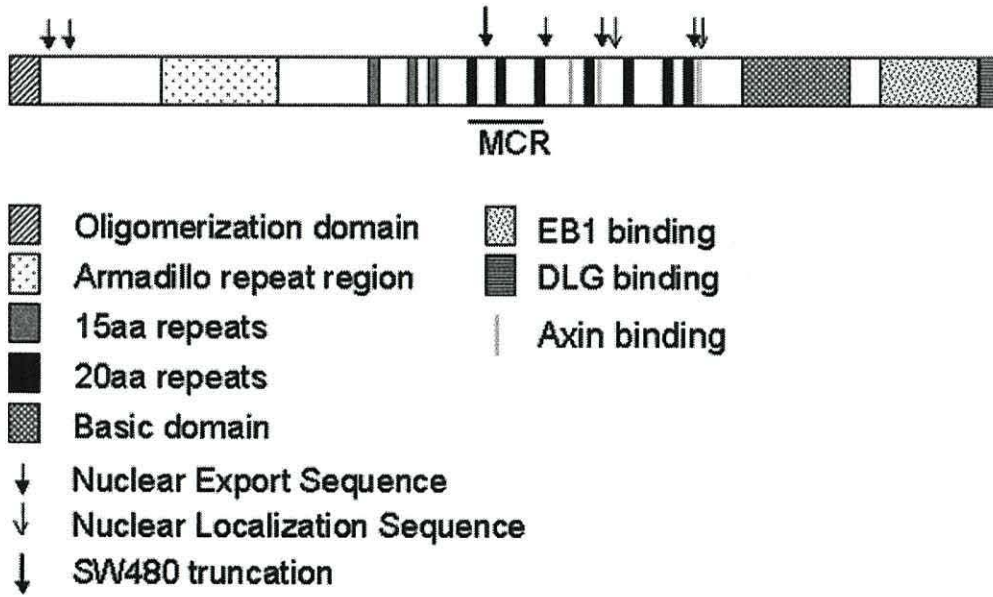 MCR
Oligomerization domain
Armadillo repeat region
15aa repeats
20aa repeats
Basic domain
Nuclear Export Sequence
Nuclear Localization Sequence
SW480 truncation
EB1 binding
DLG binding
Axin binding